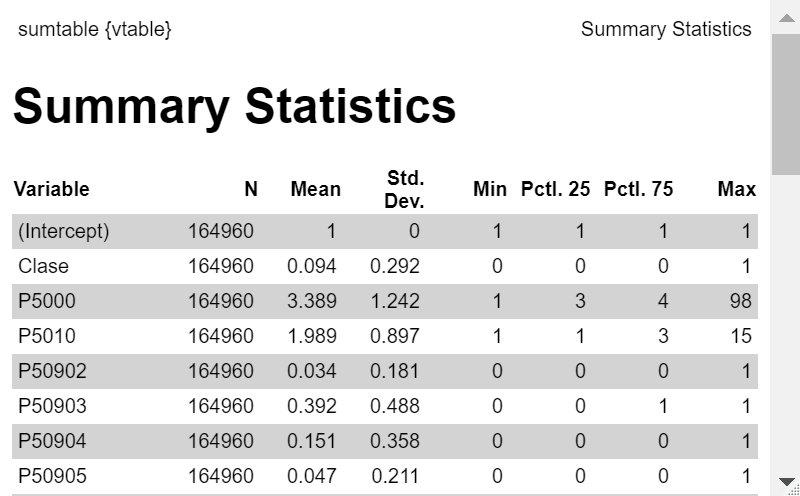 sumtable {vtable} Summary Statistics
Summary Statistics
Variable N Mean Std. Dev. Min Pctl. 25 Pctl. 75 Max
(Intercept) 164960 1 0 1 1 1 1
Clase 164960 0.094 0.292 0 0 0 1
P5000 164960 3.389 1.242 1 3 4 98
P5010 164960 1.989 0.897 1 1 3 15
P50902 164960 0.034 0.181 0 0 0 1
P50903 164960 0.392 0.488 0 0 1 1
P50904 164960 0.151 0.358 0 0 0 1
P50905 164960 0.047 0.211 0 0 0 1